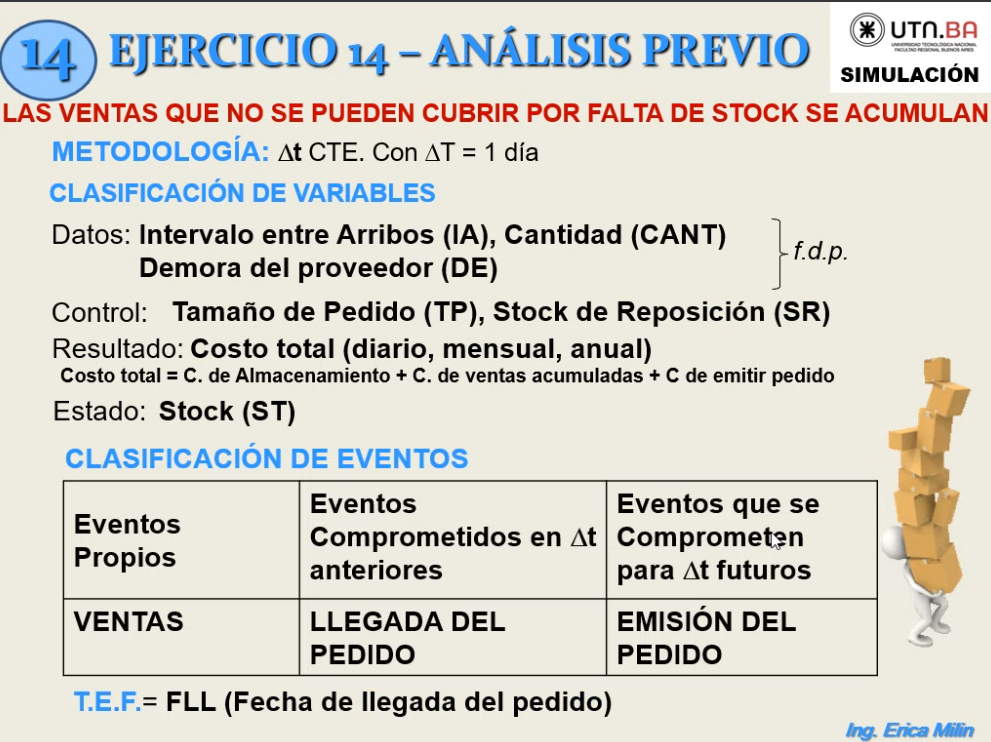 14 EJERCICIO 14 – ANÁLISIS PREVIO
UTN.BA
UNIVERSIDAD TECNOLÓGICA NACIONAL
FACULTAD REGIONAL BUENOS AIRES
SIMULACIÓN
LAS VENTAS QUE NO SE PUEDEN CUBRIR POR FALTA DE STOCK SE ACUMULAN
METODOLOGÍA: Δt CTE. Con ΔT = 1 día
CLASIFICACIÓN DE VARIABLES
Datos: Intervalo entre Arribos (IA), Cantidad (CANT)
Demora del proveedor (DE)
f.d.p.
Control: Tamaño de Pedido (TP), Stock de Reposición (SR)
Resultado: Costo total (diario, mensual, anual)
Costo total = C. de Almacenamiento + C. de ventas acumuladas + C de emitir pedido
Estado: Stock (ST)
CLASIFICACIÓN DE EVENTOS
Eventos
Propios
Eventos
Comprometidos en Δt
anteriores
Eventos que se
Comprometen
para Δt futuros
VENTAS
LLEGADA DEL
PEDIDO
EMISIÓN DEL
PEDIDO
T.E.F.= FLL (Fecha de llegada del pedido)
Ing. Erica Milin